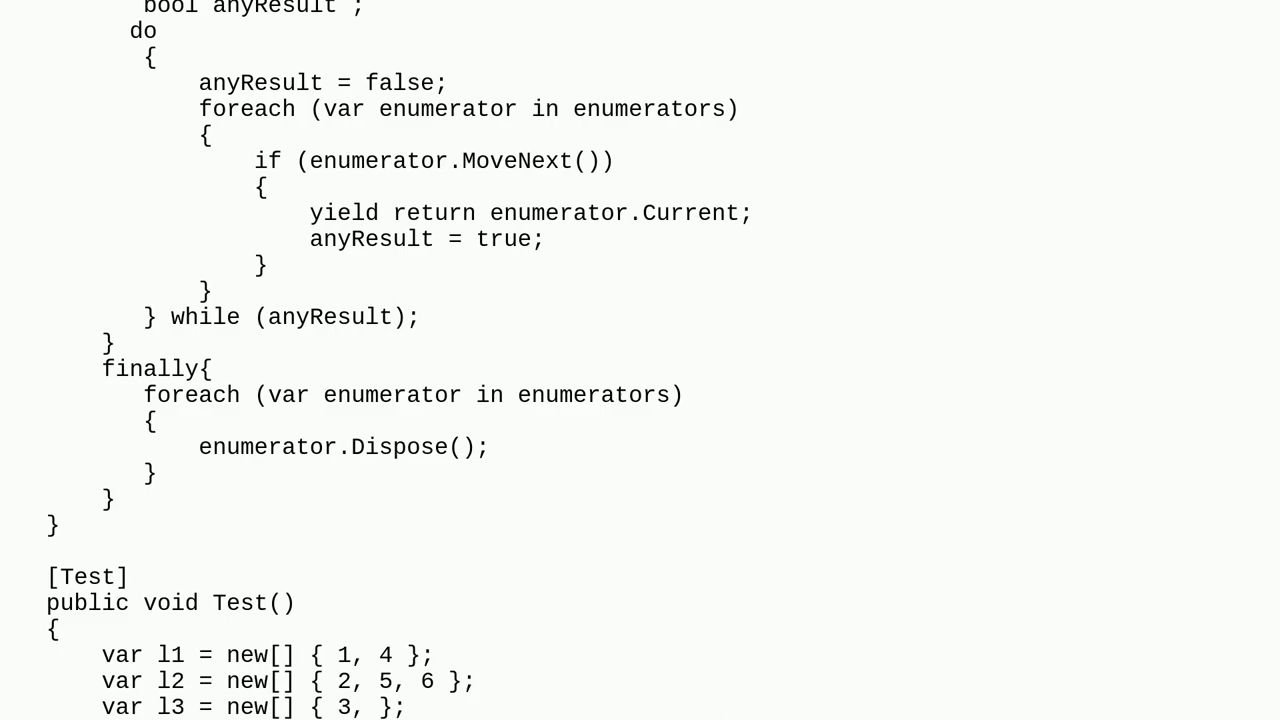 bool anyResult ;
do
{
anyResult = false;
foreach (var enumerator in enumerators)
{
if (enumerator.MoveNext())
{
yield return enumerator.Current;
anyResult = true;
}
}
} while (anyResult);
}
finally{
foreach (var enumerator in enumerators)
{
enumerator.Dispose();
}
}
}
[Test]
public void Test()
{
var l1 = new[] { 1, 4 };
var l2 = new[] { 2, 5, 6 };
var l3 = new[] { 3, };